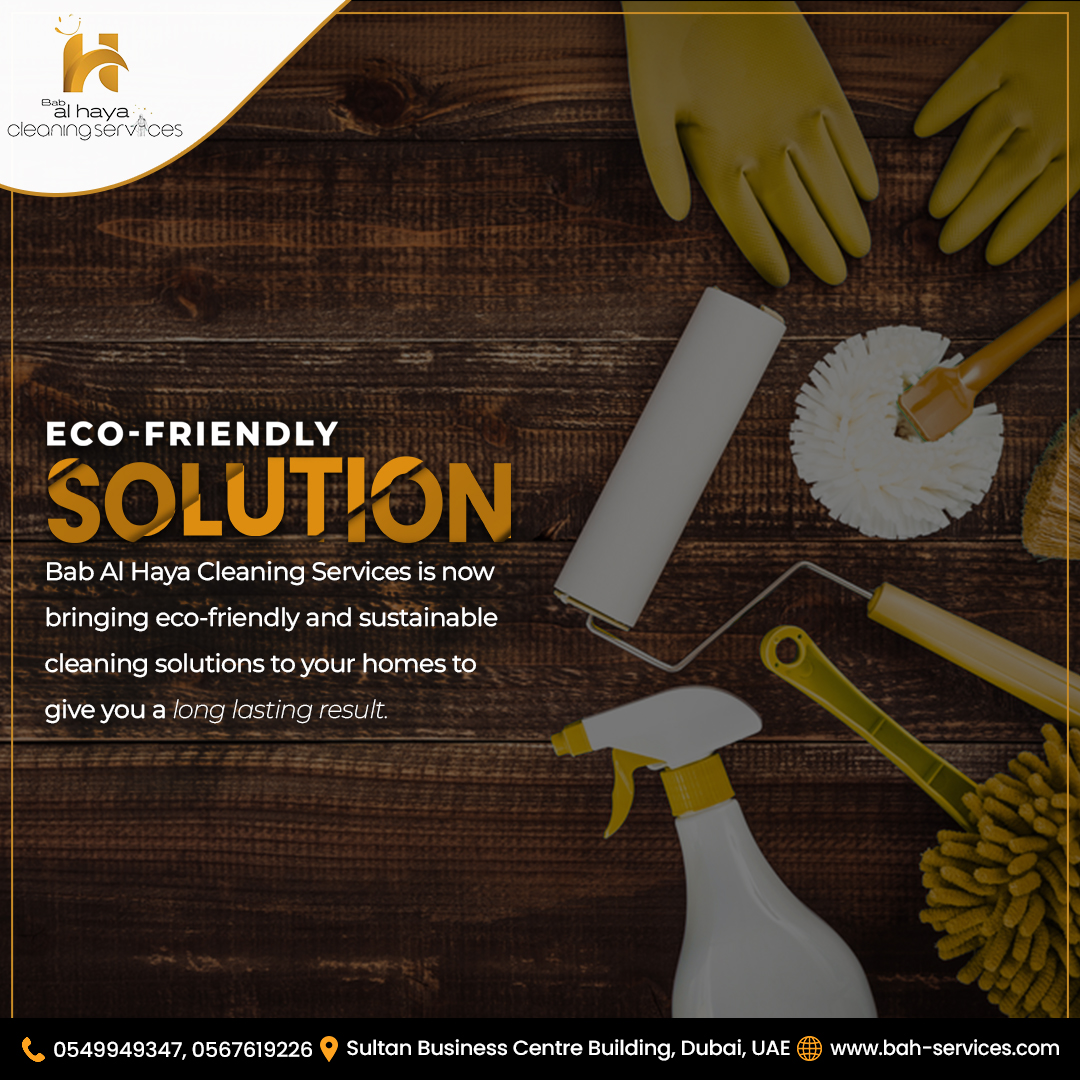 Bab
al haya
cleaning services
ECO-FRIENDLY
SOLUTION
Bab Al Haya Cleaning Services is now
bringing eco-friendly and sustainable
cleaning solutions to your homes to
give you a long lasting result.
0549949347, 0567619226 Sultan Business Centre Building, Dubai, UAE www.bah-services.com